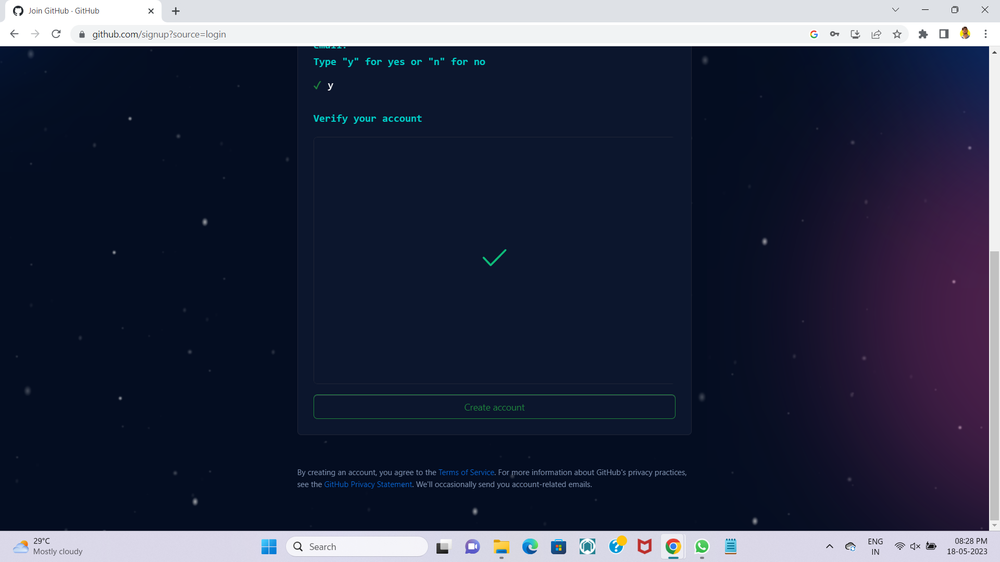 Join GitHub · GitHub
github.com/signup?source=login
email.
Type "y" for yes or "n" for no
✓ y
Verify your account
Create account
By creating an account, you agree to the Terms of Service. For more information about GitHub's privacy practices,
see the GitHub Privacy Statement. We'll occasionally send you account-related emails.
29°C
Mostly cloudy
Search
ENG
IN
08:28 PM
18-05-2023